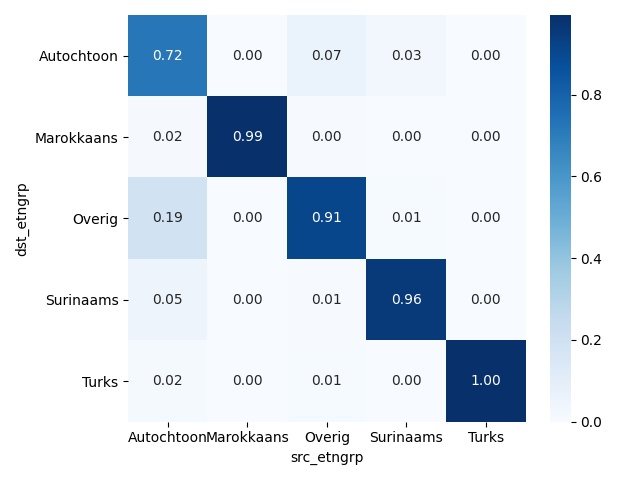 Autochtoon 0.72 0.00 0.07 0.03 0.00
Marokkaans 0.02 0.99 0.00 0.00 0.00
Overig 0.19 0.00 0.91 0.01 0.00
Surinaams 0.05 0.00 0.01 0.96 0.00
Turks 0.02 0.00 0.01 0.00 1.00
Autochtoon Marokkaans Overig Surinaams Turks
src_etngrp
dst_etngrp
0.8
0.6
0.4
0.2
0.0